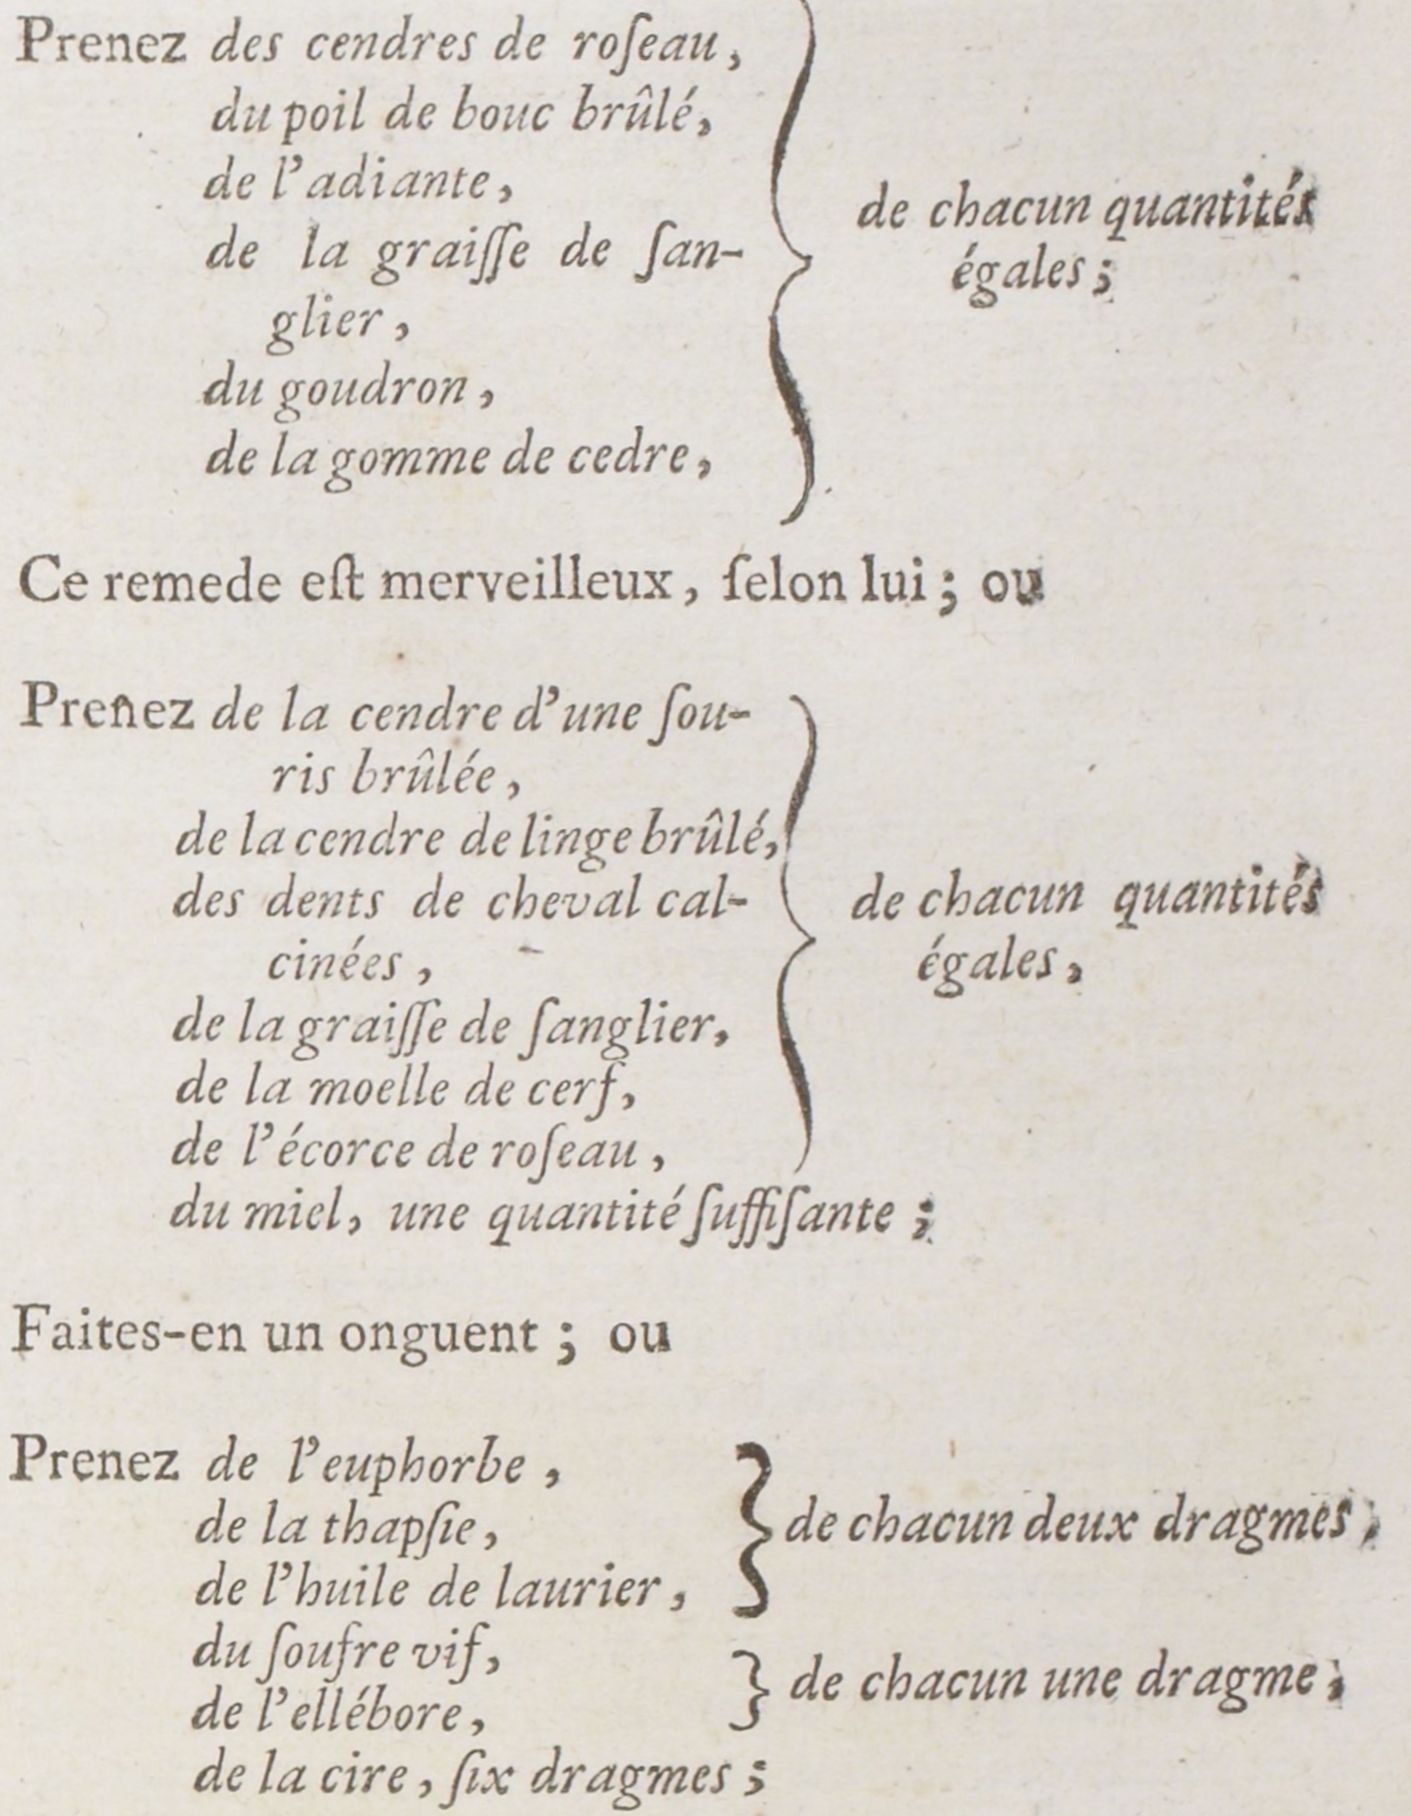 Prenez des cendres de roſeau,
du poil de bouc brûlé,
de l'adiante,
de la graiſſe de ſan-
glier,
du goudron,
de la gomme de cedre,
de chacun quantités
égales;
Ce remede eſt merveilleux, ſelon lui; ou
Prenez de la cendre d'une ſou-
ris brûlée,
de la cendre de linge brûlé,
des dents de cheval cal-
cinées,
de la graiſſe de ſanglier,
de la moelle de cerf,
de l'écorce de roſeau,
de chacun quantités
égales,
du miel, une quantité ſuffiſante;
Faites-en un onguent; ou
Prenez de l'euphorbe,
de la thapſie,
de l'huile de laurier,
de chacun deux dragmes,
du ſoufre vif,
de l'ellébore,
de chacun une dragme,
de la cire, ſix dragmes;